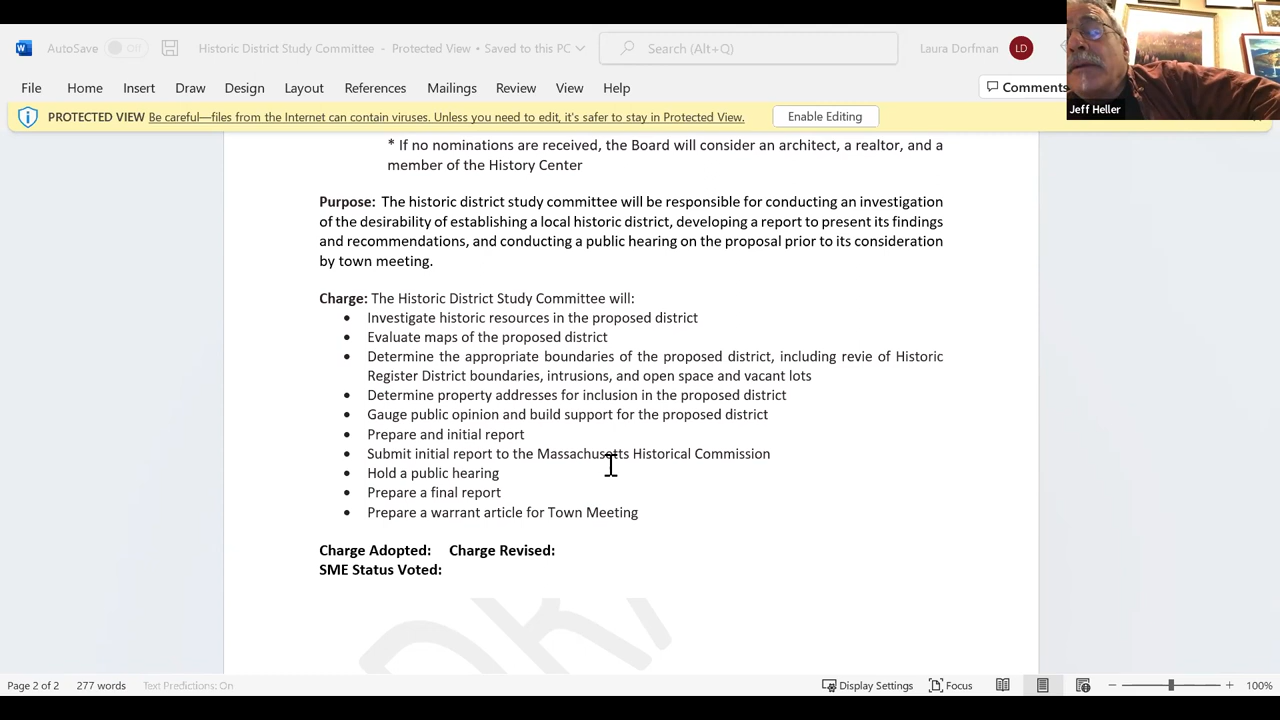 AutoSave Off Historic District Study Committee - Protected View • Saved to this PC Search (Alt+Q) Laura Dorfman LD
File Home Insert Draw Design Layout References Mailings Review View Help Comments
Jeff Heller
PROTECTED VIEW Be careful—files from the Internet can contain viruses. Unless you need to edit, it's safer to stay in Protected View. Enable Editing
* If no nominations are received, the Board will consider an architect, a realtor, and a
member of the History Center
Purpose: The historic district study committee will be responsible for conducting an investigation
of the desirability of establishing a local historic district, developing a report to present its findings
and recommendations, and conducting a public hearing on the proposal prior to its consideration
by town meeting.
Charge: The Historic District Study Committee will:
• Investigate historic resources in the proposed district
• Evaluate maps of the proposed district
• Determine the appropriate boundaries of the proposed district, including revie of Historic
Register District boundaries, intrusions, and open space and vacant lots
• Determine property addresses for inclusion in the proposed district
• Gauge public opinion and build support for the proposed district
• Prepare and initial report
• Submit initial report to the Massachusetts Historical Commission
• Hold a public hearing
• Prepare a final report
• Prepare a warrant article for Town Meeting
Charge Adopted: Charge Revised:
SME Status Voted:
Page 2 of 2 277 words Text Predictions: On Display Settings Focus 100%